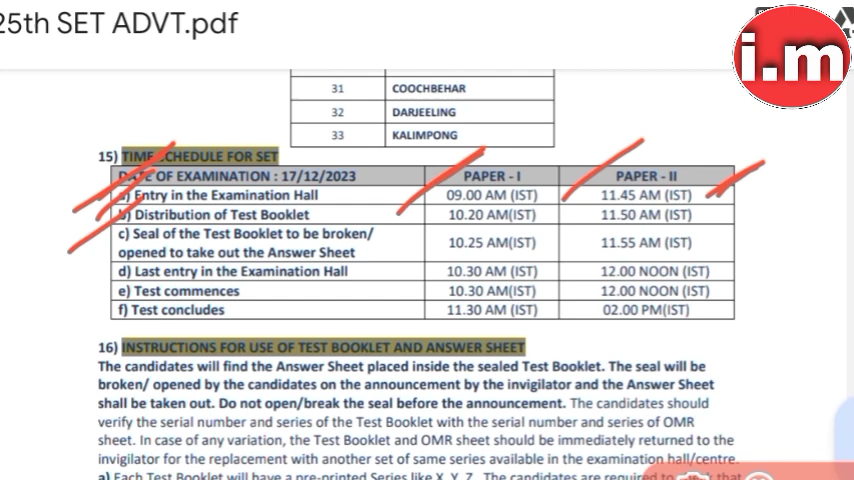 25th SET ADVT.pdf
i.m
31 COOCHBEHAR
32 DARJEELING
33 KALIMPONG
15) TIME SCHEDULE FOR SET
DATE OF EXAMINATION : 17/12/2023 PAPER - I PAPER - II
a) Entry in the Examination Hall 09.00 AM (IST) 11.45 AM (IST)
b) Distribution of Test Booklet 10.20 AM(IST) 11.50 AM (IST)
c) Seal of the Test Booklet to be broken/
opened to take out the Answer Sheet 10.25 AM(IST) 11.55 AM (IST)
d) Last entry in the Examination Hall 10.30 AM (IST) 12.00 NOON (IST)
e) Test commences 10.30 AM(IST) 12.00 NOON (IST)
f) Test concludes 11.30 AM (IST) 02.00 PM(IST)
16) INSTRUCTIONS FOR USE OF TEST BOOKLET AND ANSWER SHEET
The candidates will find the Answer Sheet placed inside the sealed Test Booklet. The seal will be
broken/ opened by the candidates on the announcement by the invigilator and the Answer Sheet
shall be taken out. Do not open/break the seal before the announcement. The candidates should
verify the serial number and series of the Test Booklet with the serial number and series of OMR
sheet. In case of any variation, the Test Booklet and OMR sheet should be immediately returned to the
invigilator for the replacement with another set of same series available in the examination hall/centre.
a) Each Test Booklet will have a pre-printed Series like X, Y, Z. The candidates are required to check that